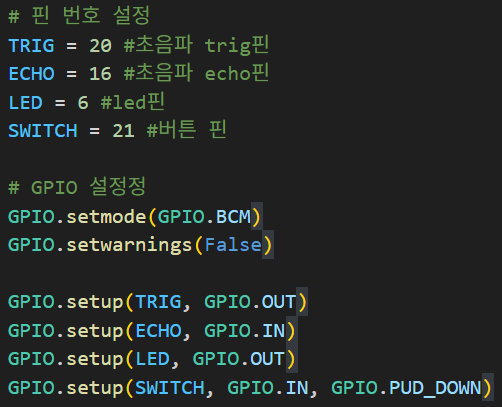 # 핀 번호 설정
TRIG = 20 #초음파 trig핀
ECHO = 16 #초음파 echo핀
LED = 6 #led핀
SWITCH = 21 #버튼 핀
# GPIO 설정정
GPIO.setmode(GPIO.BCM)
GPIO.setwarnings(False)
GPIO.setup(TRIG, GPIO.OUT)
GPIO.setup(ECHO, GPIO.IN)
GPIO.setup(LED, GPIO.OUT)
GPIO.setup(SWITCH, GPIO.IN, GPIO.PUD_DOWN)